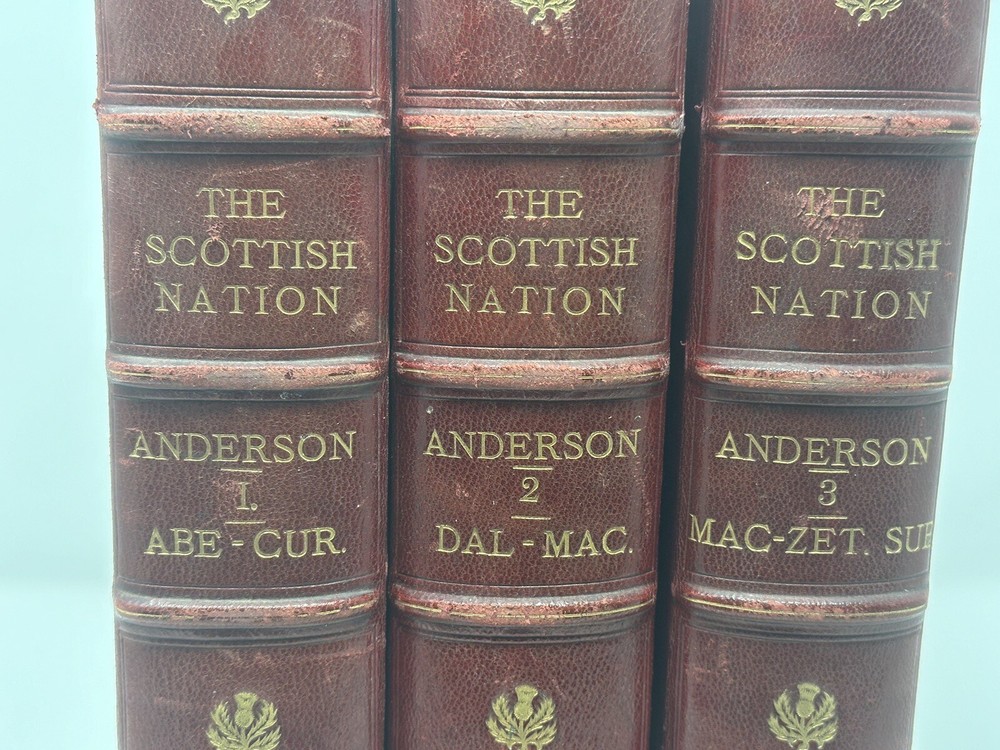 THE
SCOTTISH
NATION
ANDERSON
1.
ABE-CUR.
THE
SCOTTISH
NATION
ANDERSON
2
DAL-MAC.
THE
SCOTTISH
NATION
ANDERSON
3
MAC-ZET. SUP